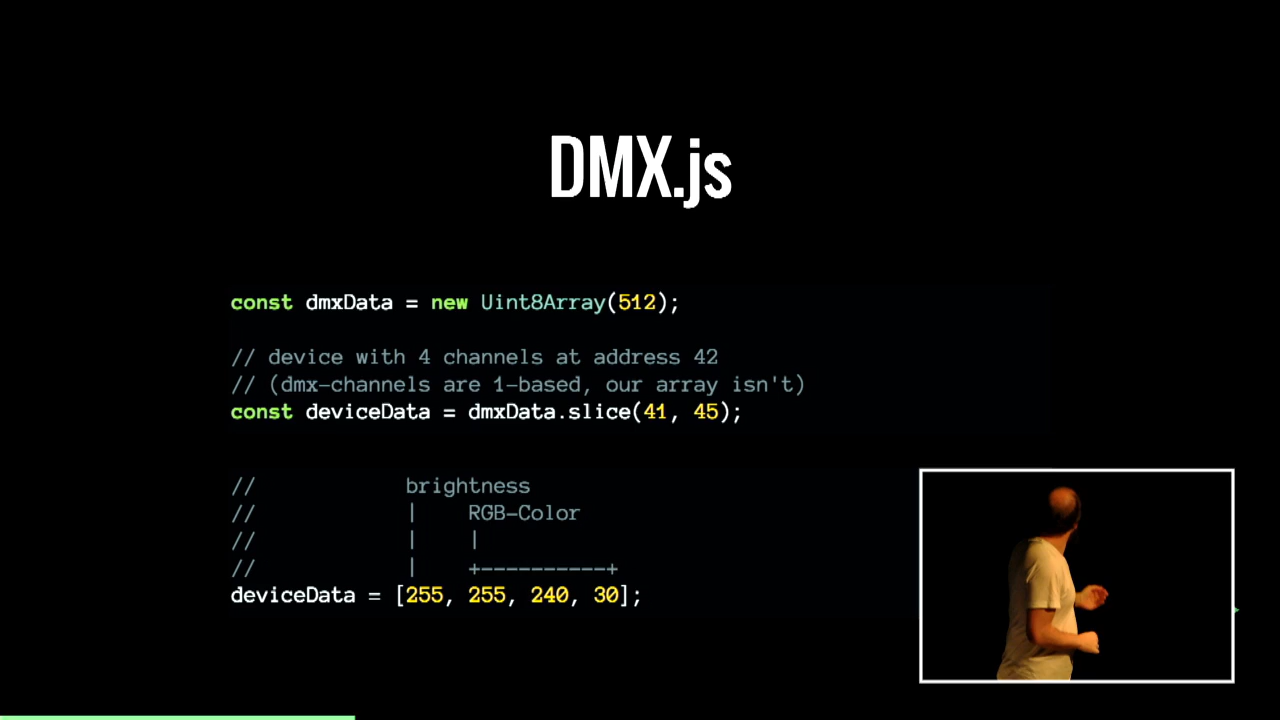 DMX.js
const dmxData = new Uint8Array(512);
// device with 4 channels at address 42
// (dmx-channels are 1-based, our array isn't)
const deviceData = dmxData.slice(41, 45);
//            brightness
//            |    RGB-Color
//            |    |
//            |    +----------+
deviceData = [255, 255, 240, 30];